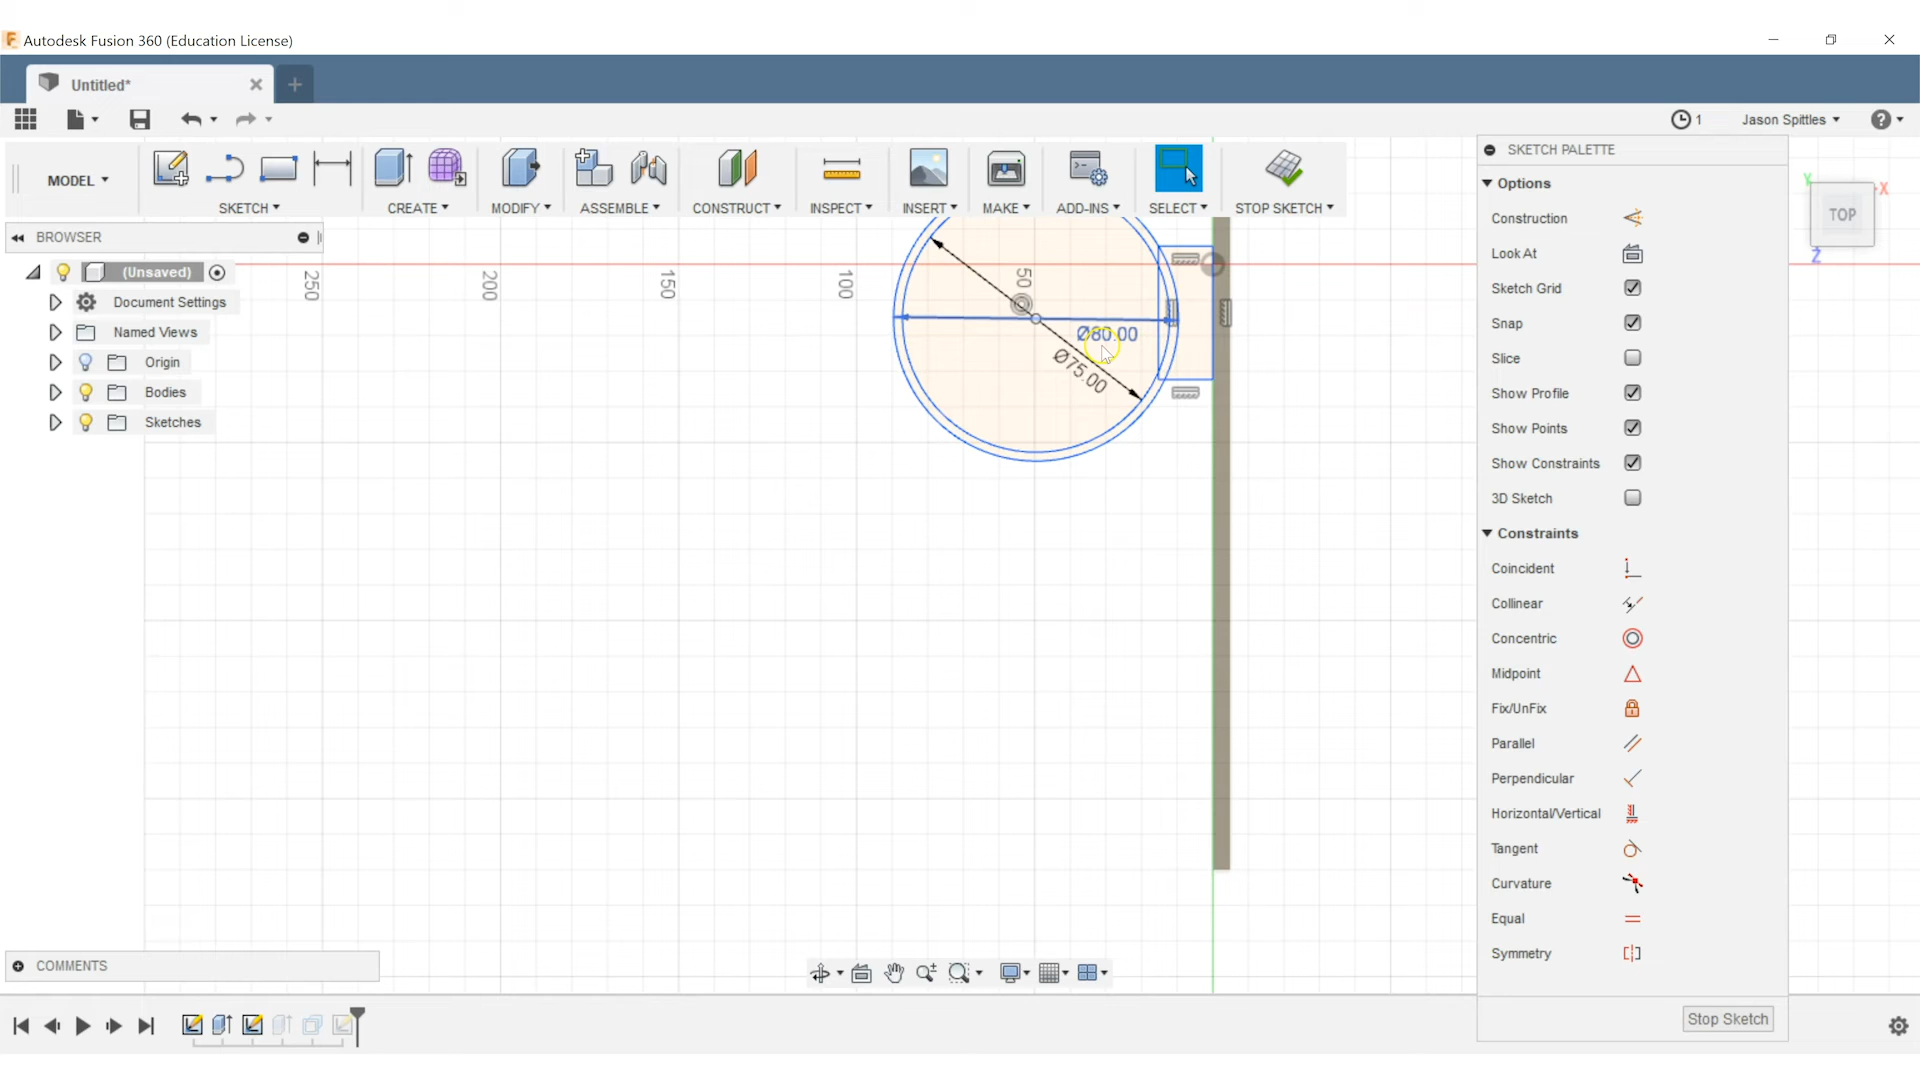 Autodesk Fusion 360 (Education License)
Untitled*
1
Jason Spittles
MODEL
SKETCH
CREATE
MODIFY
ASSEMBLE
CONSTRUCT
INSPECT
INSERT
MAKE
ADD-INS
SELECT
STOP SKETCH
BROWSER
(Unsaved)
Document Settings
Named Views
Origin
Bodies
Sketches
250
200
150
100
50
Ø80.00
Ø75.00
SKETCH PALETTE
Options
Construction
Look At
Sketch Grid
Snap
Slice
Show Profile
Show Points
Show Constraints
3D Sketch
Constraints
Coincident
Collinear
Concentric
Midpoint
Fix/UnFix
Parallel
Perpendicular
Horizontal/Vertical
Tangent
Curvature
Equal
Symmetry
Stop Sketch
Y
X
TOP
Z
COMMENTS